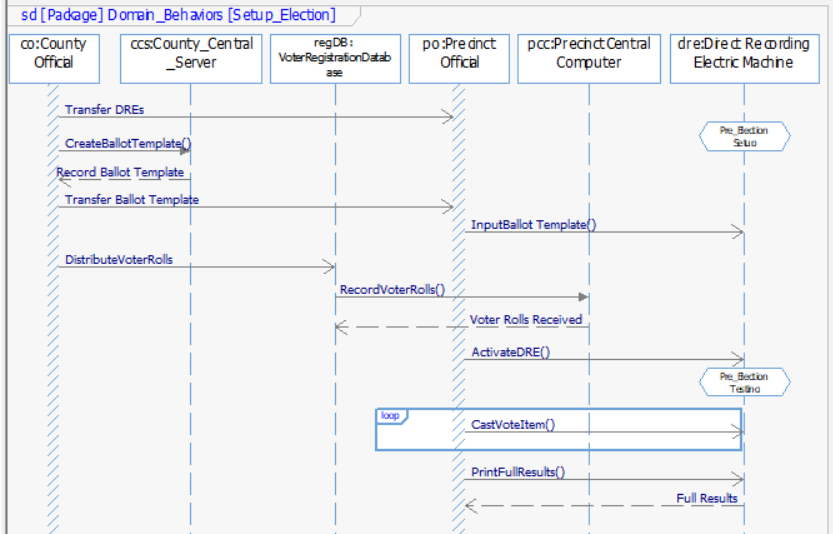 sd [Package] Domain_Behaviors [Setup_Election]
co:County
Official
ccs:County_Central
_Server
regDB:
VoterRegistrationDatab
ase
po:Precinct
Official
pcc:PrecinctCentral
Computer
dre:Direct Recording
Electric Machine
Transfer DREs
Pre_Election
Setup
CreateBallotTemplate()
Record Ballot Template
Transfer Ballot Template
InputBallot Template()
DistributeVoterRolls
RecordVoterRolls()
Voter Rolls Received
ActivateDRE()
Pre_Election
Testing
loop
CastVoteItem()
PrintFullResults()
Full Results